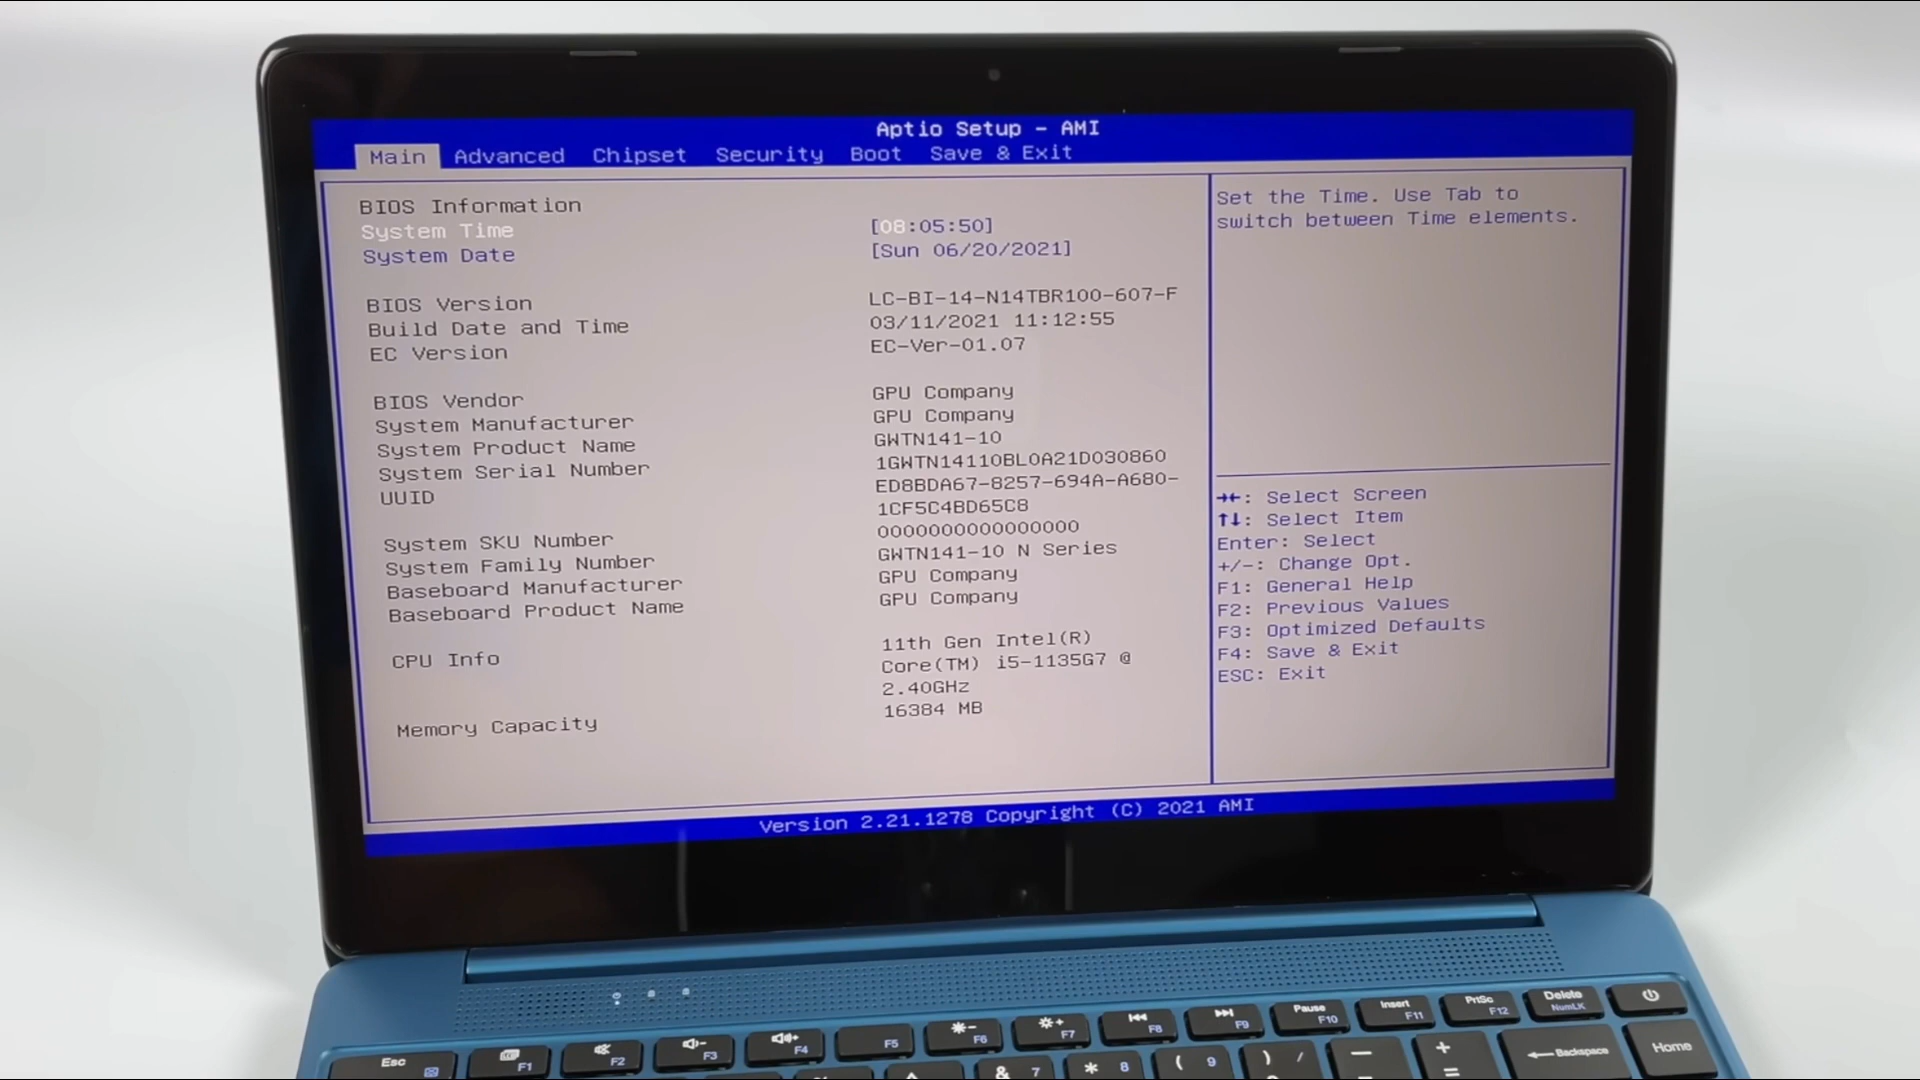 Aptio Setup – AMI
Main Advanced Chipset Security Boot Save & Exit
BIOS Information
System Time [08:05:50]
System Date [Sun 06/20/2021]
BIOS Version LC-BI-14-N14TBR100-607-F
Build Date and Time 03/11/2021 11:12:55
EC Version EC-Ver-01.07
BIOS Vendor GPU Company
System Manufacturer GPU Company
System Product Name GWTN141-10
System Serial Number 1GWTN14110BL0A21D030860
UUID ED8BDA67-8257-694A-A680-
1CF5C4BD65C8
System SKU Number 0000000000000000
System Family Number GWTN141-10 N Series
Baseboard Manufacturer GPU Company
Baseboard Product Name GPU Company
CPU Info 11th Gen Intel(R)
Core(TM) i5-1135G7 @
2.40GHz
Memory Capacity 16384 MB
Set the Time. Use Tab to
switch between Time elements.
→←: Select Screen
↑↓: Select Item
Enter: Select
+/-: Change Opt.
F1: General Help
F2: Previous Values
F3: Optimized Defaults
F4: Save & Exit
ESC: Exit
Version 2.21.1278 Copyright (C) 2021 AMI
Esc F1 F2 F3 F4 F5 F6 F7 F8 F9 Pause F10 Insert F11 PrtSc F12 Delete NumLK
& 7 * 8 ( 9 ) / – + = ←Backspace Home